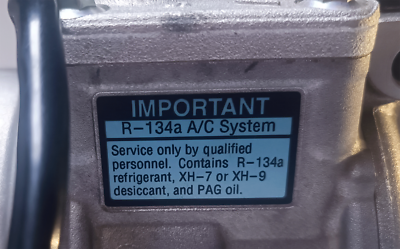 IMPORTANT
R-134a A/C System
Service only by qualified
personnel. Contains R-134a
refrigerant, XH-7 or XH-9
desiccant, and PAG oil.